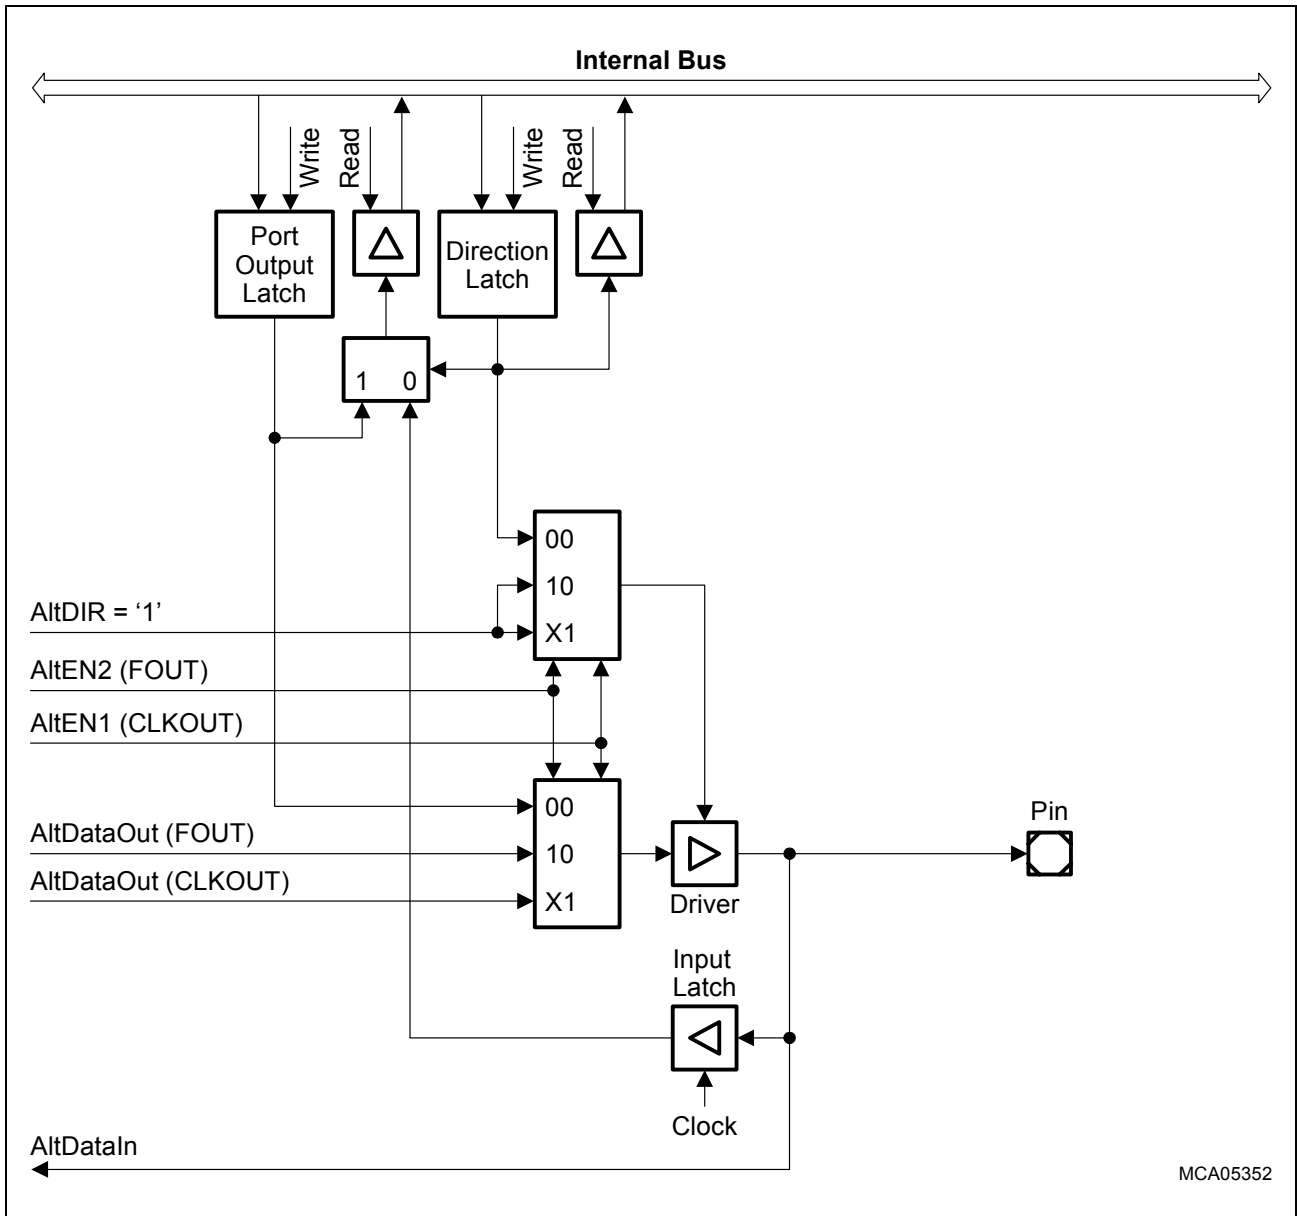 Internal Bus
Write
Read
Write
Read
Port
Output
Latch
Direction
Latch
1 0
00
10
X1
AltDIR = ‘1’
AltEN2 (FOUT)
AltEN1 (CLKOUT)
00
10
X1
AltDataOut (FOUT)
AltDataOut (CLKOUT)
Driver
Pin
Input
Latch
Clock
AltDataIn
MCA05352